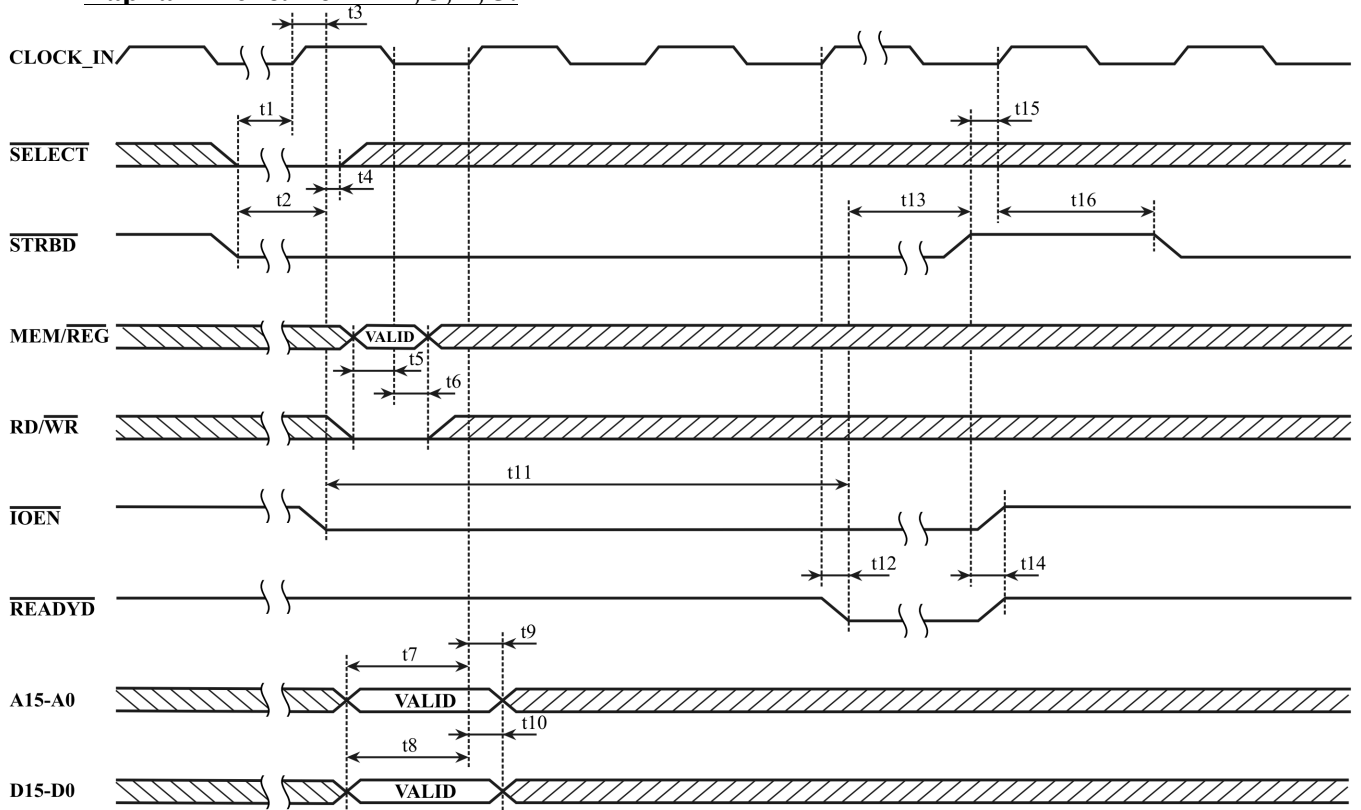 t3
CLOCK_IN
t1
t15
SELECT
t4
t2
t13
t16
STRBD
MEM/REG
VALID
t5
t6
RD/WR
t11
IOEN
t12
t14
READYD
t9
t7
A15-A0
VALID
t10
t8
D15-D0
VALID